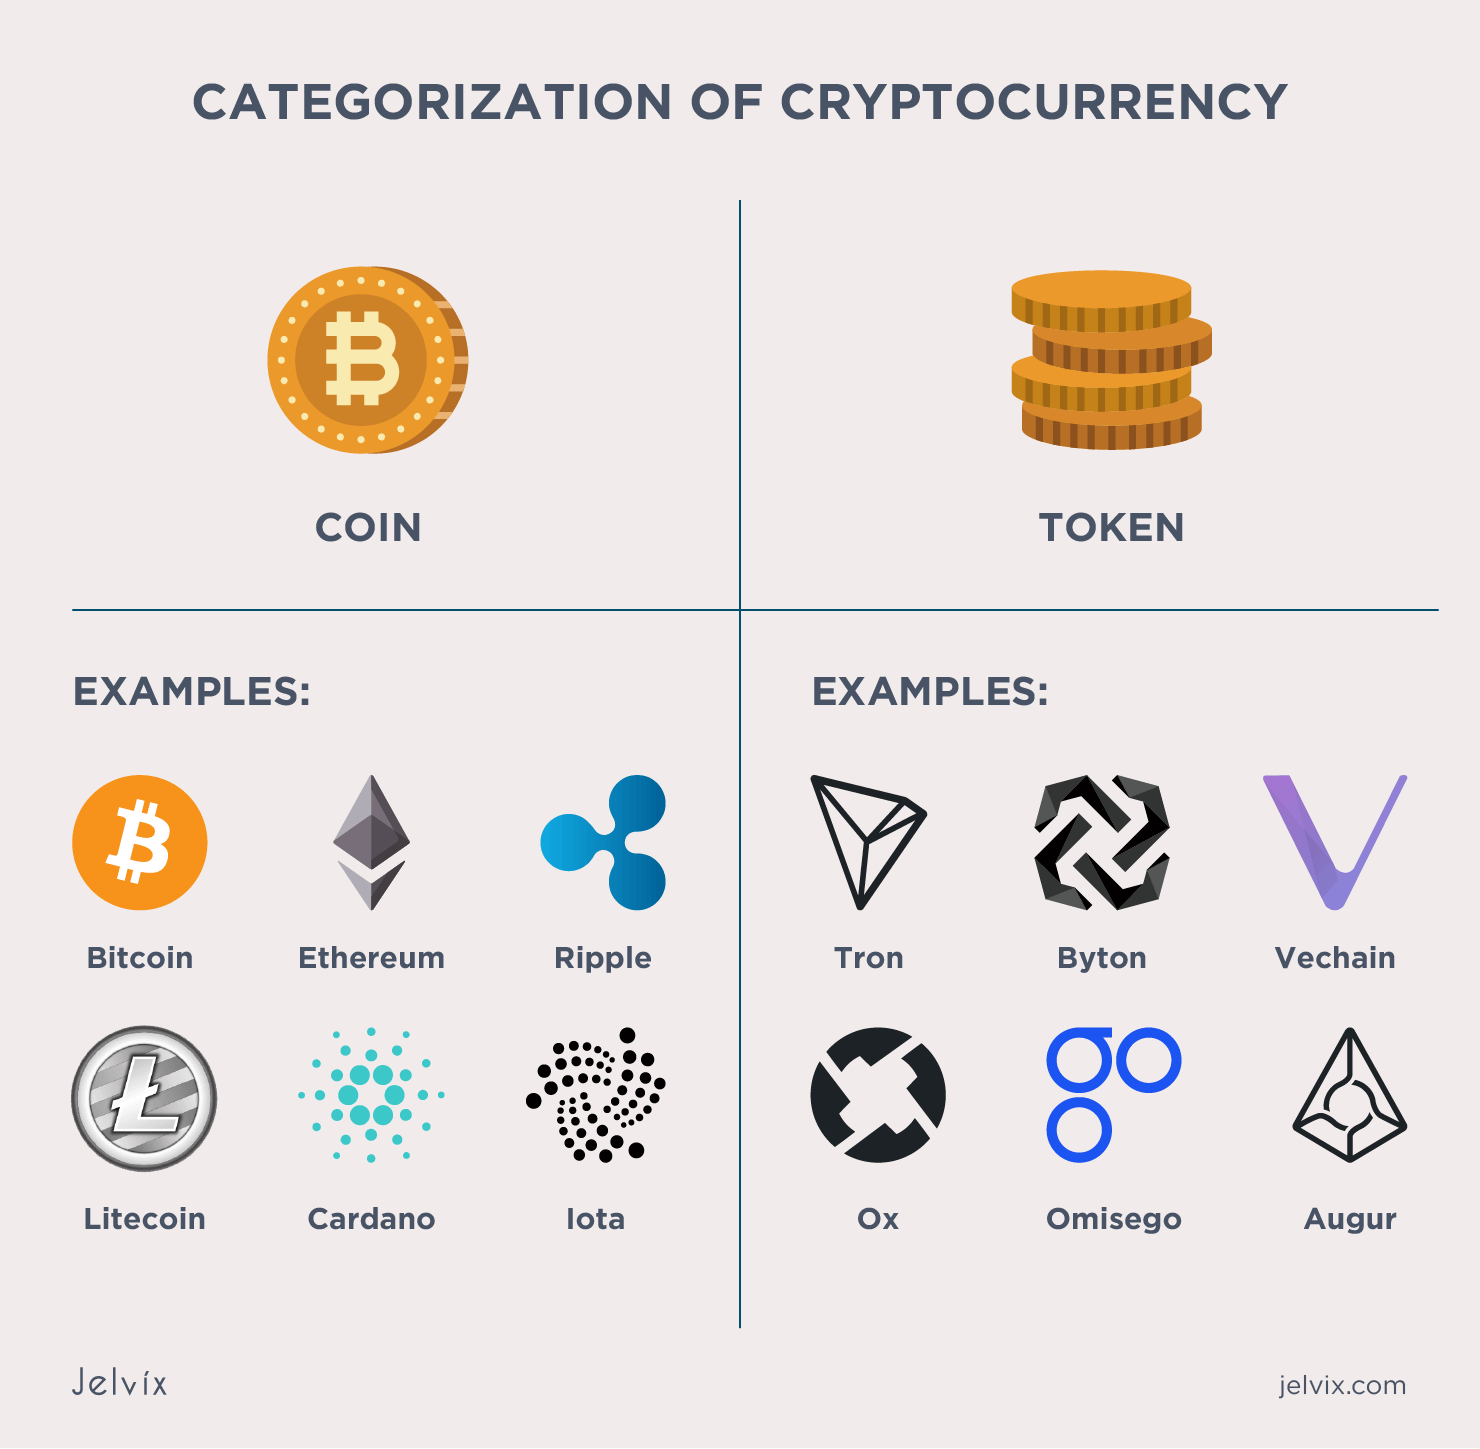 CATEGORIZATION OF CRYPTOCURRENCY
COIN
TOKEN
EXAMPLES:
Bitcoin
Ethereum
Ripple
Litecoin
Cardano
Iota
EXAMPLES:
Tron
Byton
Vechain
Ox
Omisego
Augur
Jelvíx
jelvix.com